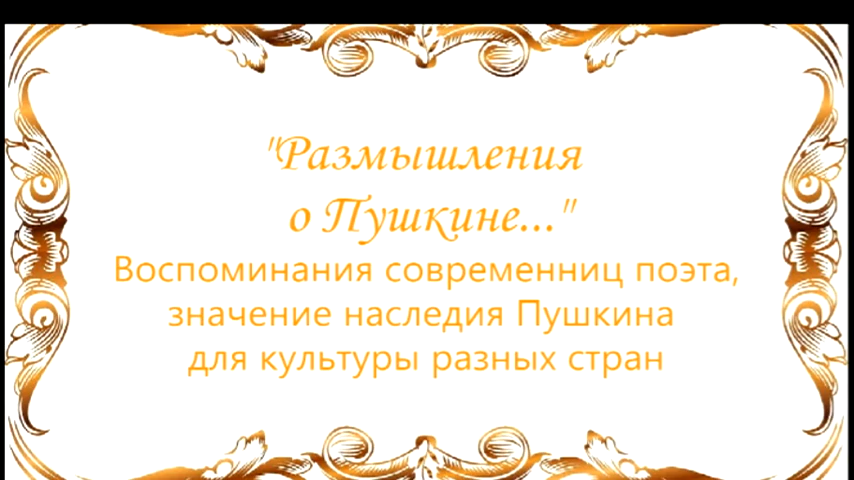 "Размышления
о Пушкине..."
Воспоминания современниц поэта,
значение наследия Пушкина
для культуры разных стран